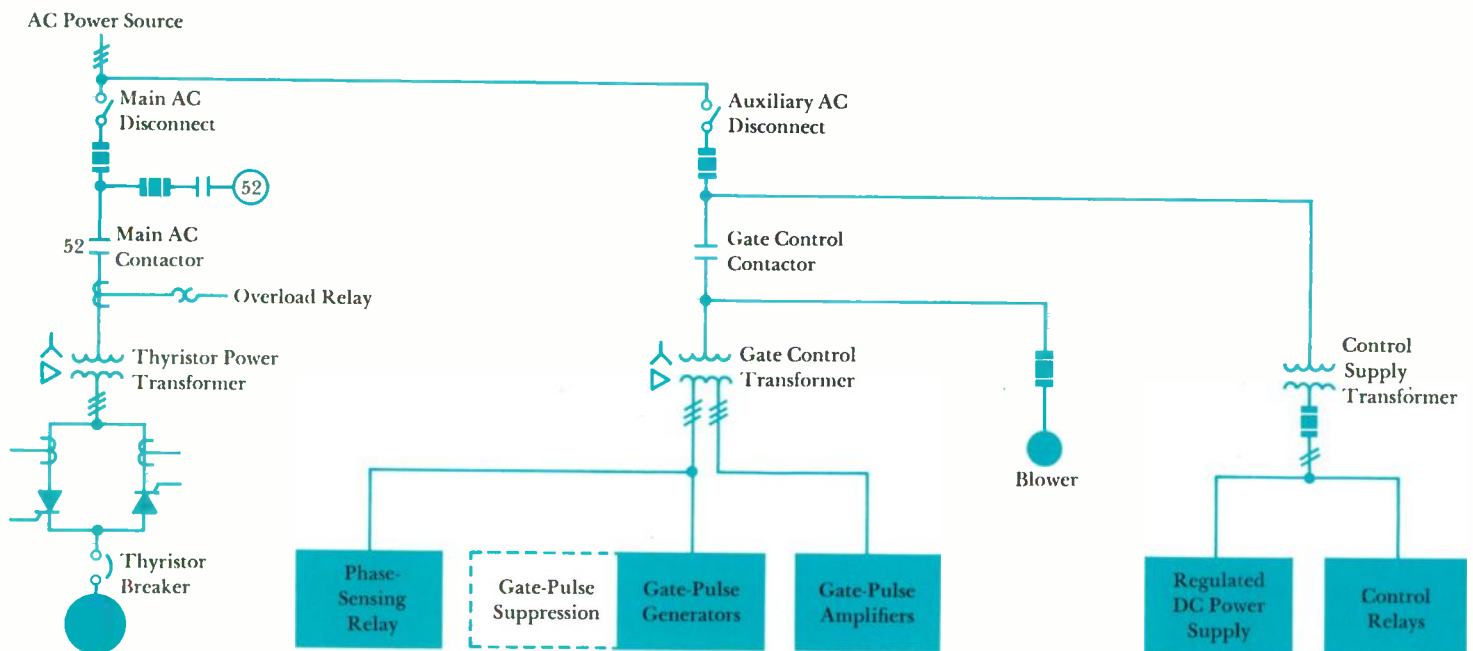 AC Power Source
Main AC
Disconnect
Auxiliary AC
Disconnect
52
52
Main AC
Contactor
Gate Control
Contactor
Overload Relay
Thyristor Power
Transformer
Gate Control
Transformer
Control
Supply
Transformer
Blower
Thyristor
Breaker
Phase-
Sensing
Relay
Gate-Pulse
Suppression
Gate-Pulse
Generators
Gate-Pulse
Amplifiers
Regulated
DC Power
Supply
Control
Relays